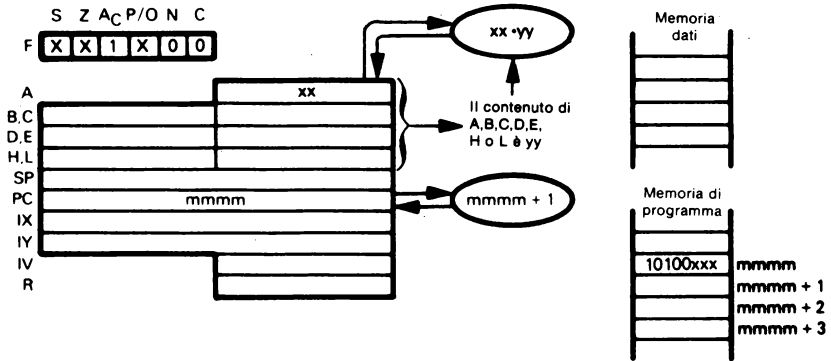 S Z A_C P/O N C
F X X 1 X 0 0
A xx
B,C
D,E
H,L
SP
PC mmmm
IX
IY
IV
R
xx•yy
Il contenuto di
A,B,C,D,E,
H o L è yy
mmmm + 1
Memoria
dati
Memoria di
programma
10100xxx mmmm
mmmm + 1
mmmm + 2
mmmm + 3